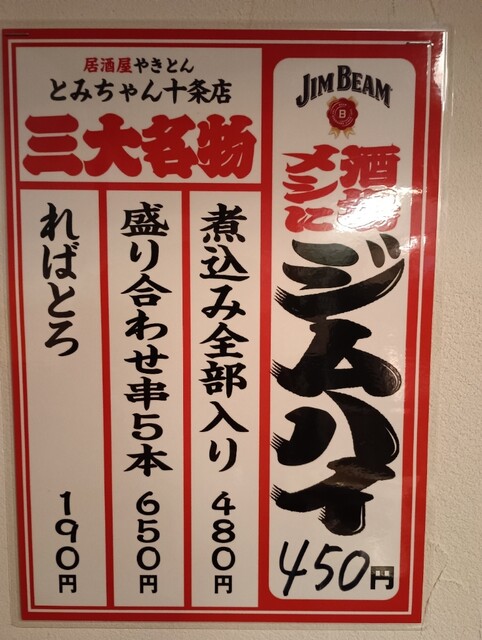 JIM BEAM
B
酒場
メシに
ジムハイ
450円
居酒屋やきとん
とみちゃん十条店
三大名物
煮込み全部入り 480円
盛り合わせ串5本 650円
ればとろ 190円